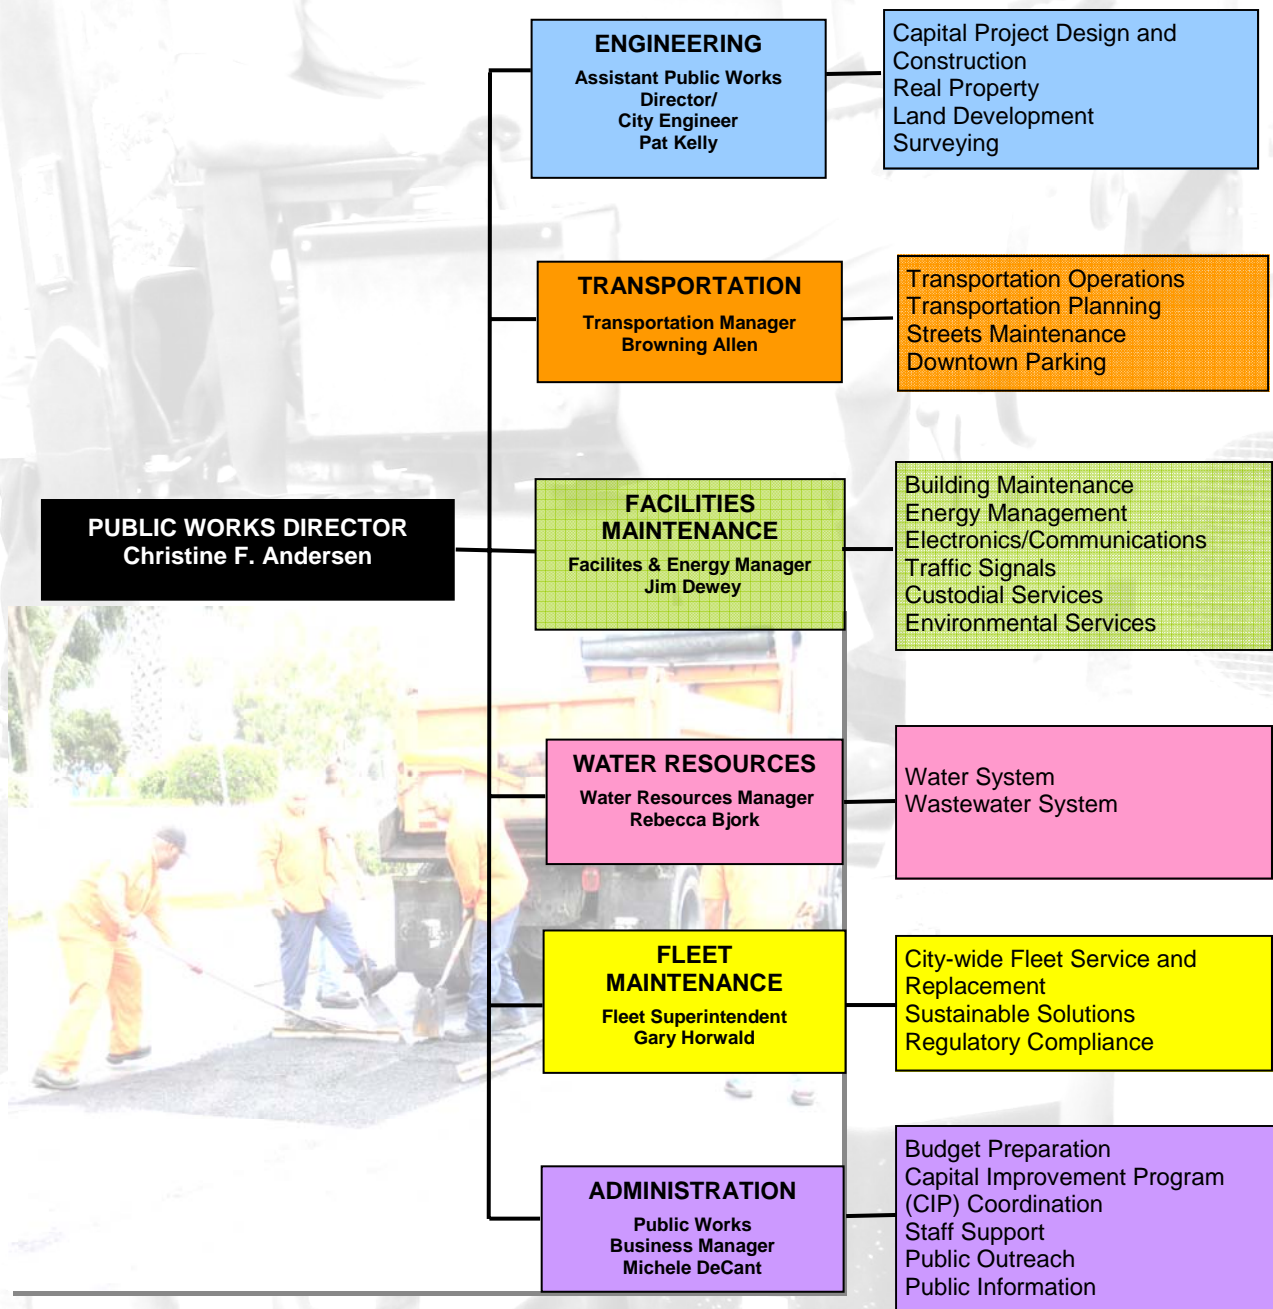 ENGINEERING
Assistant Public Works
Director/
City Engineer
Pat Kelly
Capital Project Design and
Construction
Real Property
Land Development
Surveying
TRANSPORTATION
Transportation Manager
Browning Allen
Transportation Operations
Transportation Planning
Streets Maintenance
Downtown Parking
PUBLIC WORKS DIRECTOR
Christine F. Andersen
FACILITIES
MAINTENANCE
Facilites & Energy Manager
Jim Dewey
Building Maintenance
Energy Management
Electronics/Communications
Traffic Signals
Custodial Services
Environmental Services
WATER RESOURCES
Water Resources Manager
Rebecca Bjork
Water System
Wastewater System
FLEET
MAINTENANCE
Fleet Superintendent
Gary Horwald
City-wide Fleet Service and
Replacement
Sustainable Solutions
Regulatory Compliance
ADMINISTRATION
Public Works
Business Manager
Michele DeCant
Budget Preparation
Capital Improvement Program
(CIP) Coordination
Staff Support
Public Outreach
Public Information